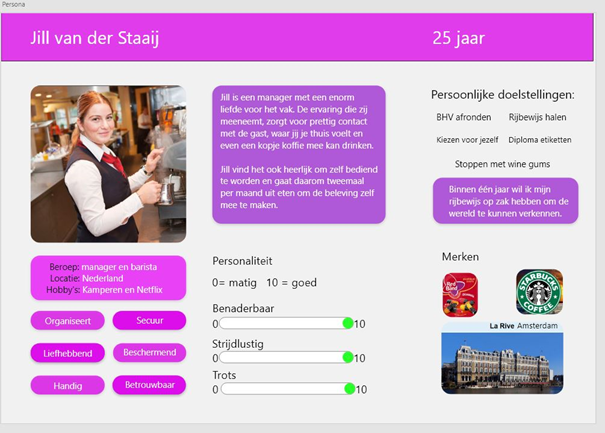 Persona
Jill van der Staaij
25 jaar
Jill is een manager met een enorm
liefde voor het vak. De ervaring die zij
meeneemt, zorgt voor prettig contact
met de gast, waar jij je thuis voelt en
even een kopje koffie mee kan drinken.
Jill vind het ook heerlijk om zelf bediend
te worden en gaat daarom tweemaal
per maand uit eten om de beleving zelf
mee te maken.
Persoonlijke doelstellingen:
BHV afronden
Rijbewijs halen
Kiezen voor jezelf
Diploma etiketten
Stoppen met wine gums
Binnen één jaar wil ik mijn
rijbewijs op zak hebben om de
wereld te kunnen verkennen.
Beroep: manager en barista
Locatie: Nederland
Hobby's: Kamperen en Netflix
Organiseert
Secuur
Liefhebbend
Beschermend
Handig
Betrouwbaar
Personaliteit
0= matig 10 = goed
Benaderbaar
0 10
Strijdlustig
0 10
Trots
0 10
Merken
Red
Band
STARBUCKS
COFFEE
La Rive Amsterdam